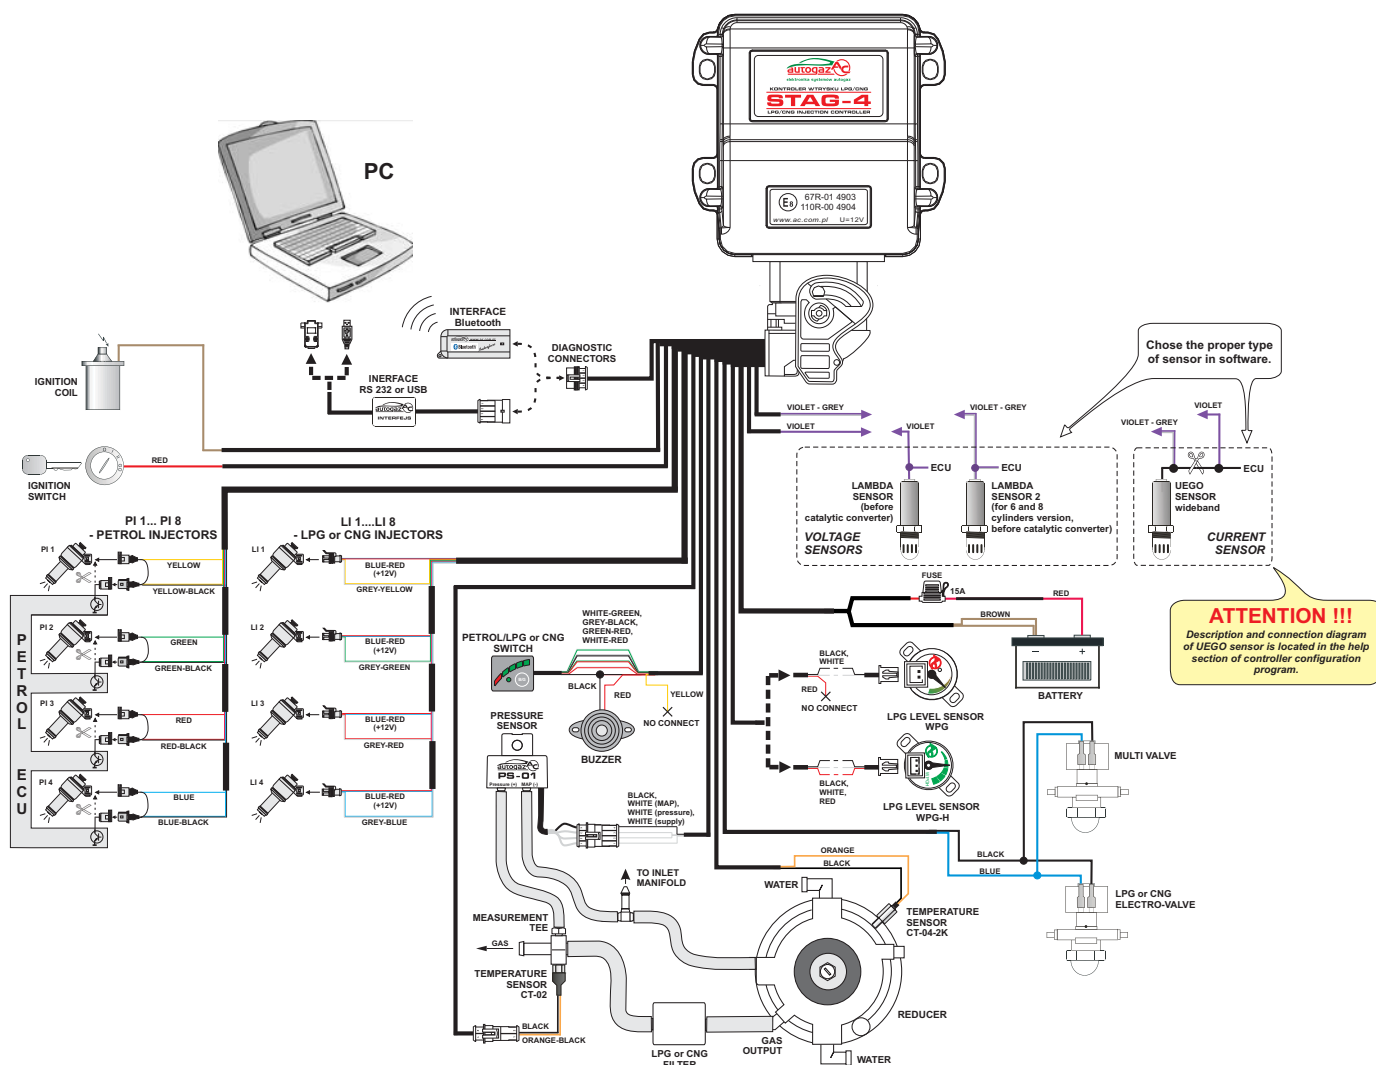 autogaz AC
elektronika systemów autogaz
KONTROLER WTRYSKU LPG/CNG
STAG-4
LPG/CNG INJECTION CONTROLLER
E8
67R-01 4903
110R-00 4904
www.ac.com.pl U=12V
PC
INTERFACE
Bluetooth
Bluetooth
DIAGNOSTIC
CONNECTORS
INERFACE
RS 232 or USB
autogaz AC
INTERFEJS
IGNITION
COIL
IGNITION
SWITCH
RED
Chose the proper type
of sensor in software.
VIOLET - GREY
VIOLET
VIOLET - GREY
VIOLET
VIOLET - GREY
ECU
ECU
ECU
LAMBDA
SENSOR
(before
catalytic converter)
LAMBDA
SENSOR 2
(for 6 and 8
cylinders version,
before catalytic converter)
VOLTAGE
SENSORS
UEGO
SENSOR
wideband
CURRENT
SENSOR
ATTENTION !!!
Description and connection diagram
of UEGO sensor is located in the help
section of controller configuration
program.
PI 1... PI 8
- PETROL INJECTORS
LI 1....LI 8
- LPG or CNG INJECTORS
PI 1
YELLOW
YELLOW-BLACK
PI 2
GREEN
GREEN-BLACK
PI 3
RED
RED-BLACK
PI 4
BLUE
BLUE-BLACK
PETROL ECU
LI 1
BLUE-RED
(+12V)
GREY-YELLOW
LI 2
BLUE-RED
(+12V)
GREY-GREEN
LI 3
BLUE-RED
(+12V)
GREY-RED
LI 4
BLUE-RED
(+12V)
GREY-BLUE
FUSE
15A
RED
BROWN
BATTERY
PETROL/LPG or CNG
SWITCH
WHITE-GREEN,
GREY-BLACK,
GREEN-RED,
WHITE-RED
BLACK
RED
YELLOW
NO CONNECT
BUZZER
BLACK,
WHITE
RED
NO CONNECT
LPG LEVEL SENSOR
WPG
BLACK,
WHITE,
RED
LPG LEVEL SENSOR
WPG-H
PRESSURE
SENSOR
autogaz AC
PS-01
Pressure (+) MAP (-)
BLACK,
WHITE (MAP),
WHITE (pressure),
WHITE (supply)
MULTI VALVE
BLACK
BLUE
LPG or CNG
ELECTRO-VALVE
ORANGE
BLACK
TO INLET
MANIFOLD
WATER
TEMPERATURE
SENSOR
CT-04-2K
MEASUREMENT
TEE
GAS
TEMPERATURE
SENSOR
CT-02
BLACK
ORANGE-BLACK
LPG or CNG
FILTER
GAS
OUTPUT
REDUCER
WATER